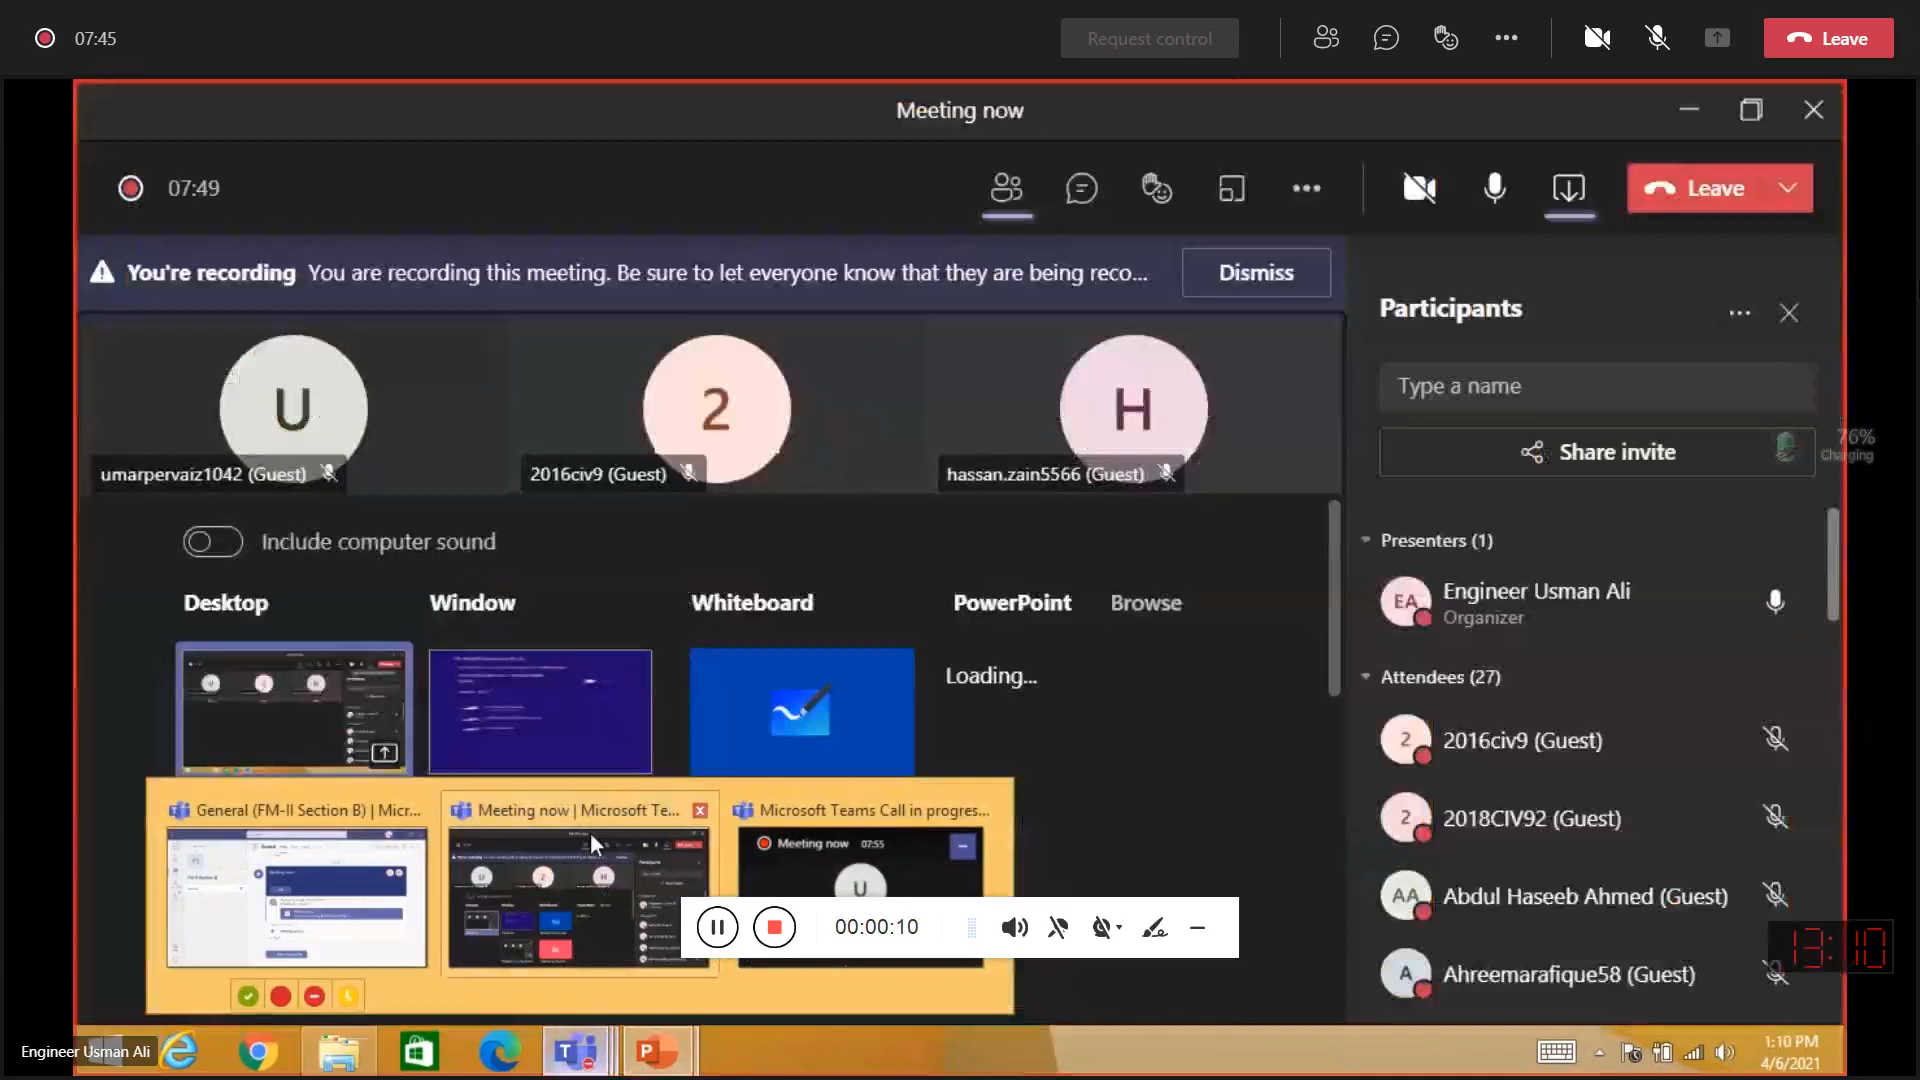 07:45
Request control
Leave
Meeting now
07:49
Leave
You're recording You are recording this meeting. Be sure to let everyone know that they are being reco...
Dismiss
Participants
Type a name
Share invite
76%
Charging
U
2
H
umarpervaiz1042 (Guest)
2016civ9 (Guest)
hassan.zain5566 (Guest)
Include computer sound
Presenters (1)
EA
Engineer Usman Ali
Organizer
Desktop
Window
Whiteboard
PowerPoint
Browse
Loading...
Attendees (27)
2
2016civ9 (Guest)
2
2018CIV92 (Guest)
AA
Abdul Haseeb Ahmed (Guest)
A
Ahreemarafique58 (Guest)
General (FM-II Section B) | Micr...
Meeting now | Microsoft Te...
Microsoft Teams Call in progres...
Meeting now 07:55
U
00:00:10
13:10
Engineer Usman Ali
1:10 PM
4/6/2021